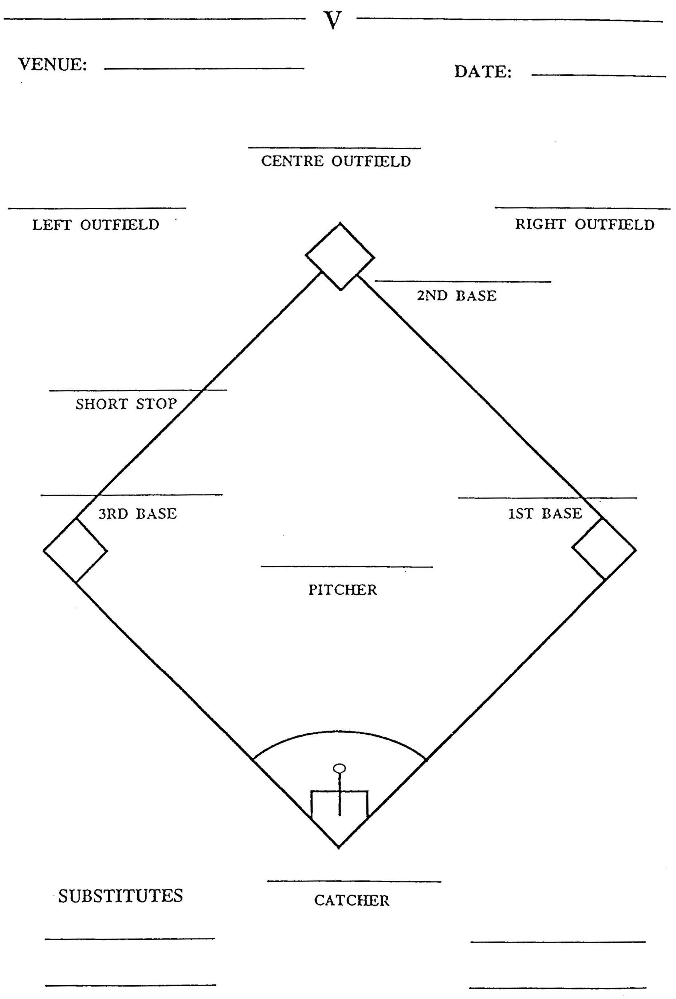 V
VENUE:
DATE:
CENTRE OUTFIELD
LEFT OUTFIELD
RIGHT OUTFIELD
2ND BASE
SHORT STOP
3RD BASE
1ST BASE
PITCHER
CATCHER
SUBSTITUTES